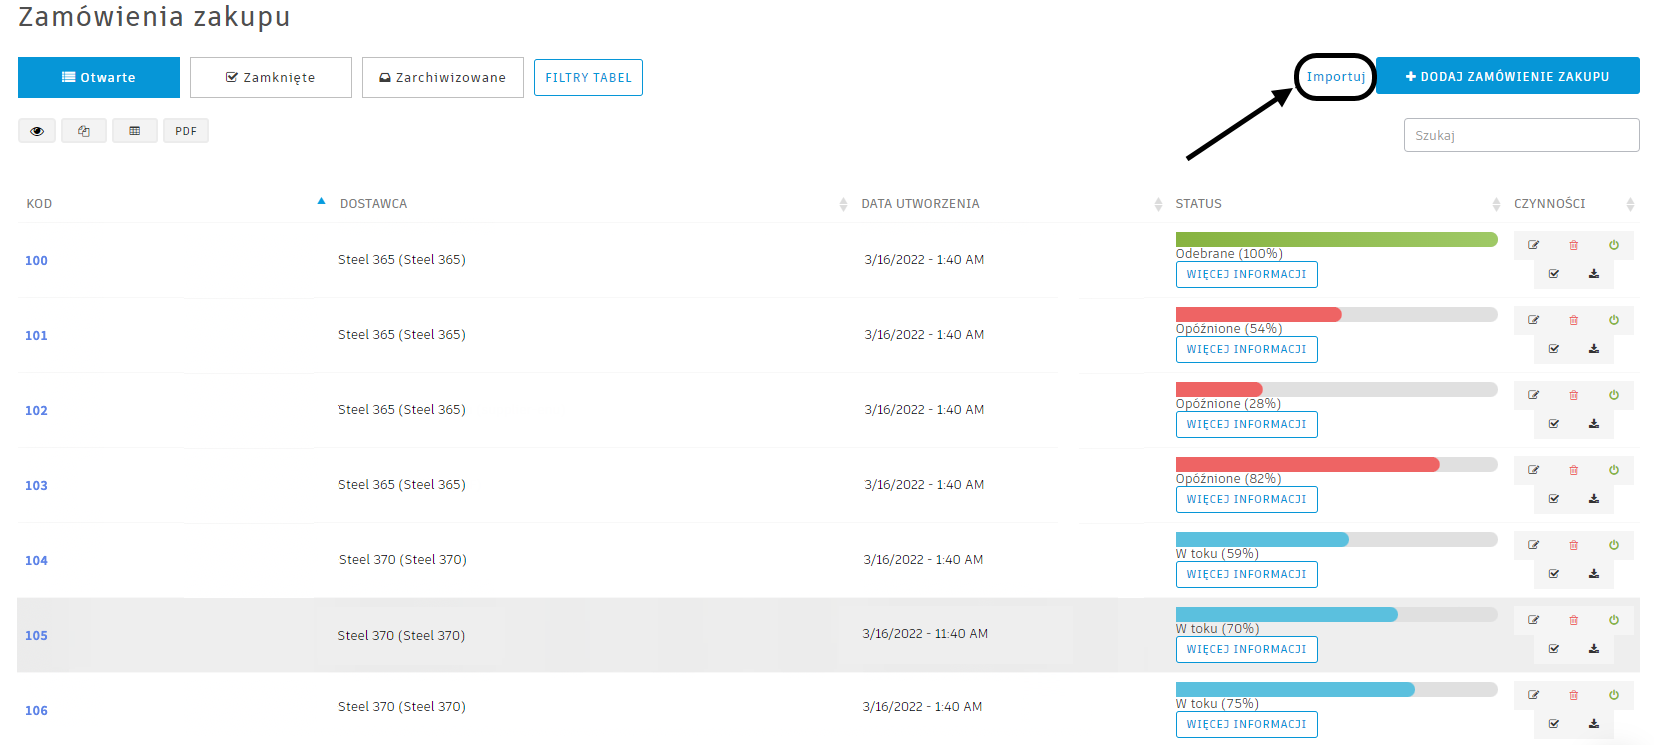 Zamówienia zakupu
Otwarte Zamknięte Zarchiwizowane FILTRY TABEL Importuj DODAJ ZAMÓWIENIE ZAKUPU
PDF Szukaj
KOD DOSTAWCA DATA UTWORZENIA STATUS CZYNNOŚCI
100 Steel 365 (Steel 365) 3/16/2022 - 1:40 AM Odebrane (100%)
WIĘCEJ INFORMACJI
101 Steel 365 (Steel 365) 3/16/2022 - 1:40 AM Opóźnione (54%)
WIĘCEJ INFORMACJI
102 Steel 365 (Steel 365) 3/16/2022 - 1:40 AM Opóźnione (28%)
WIĘCEJ INFORMACJI
103 Steel 365 (Steel 365) 3/16/2022 - 1:40 AM Opóźnione (82%)
WIĘCEJ INFORMACJI
104 Steel 370 (Steel 370) 3/16/2022 - 1:40 AM W toku (59%)
WIĘCEJ INFORMACJI
105 Steel 370 (Steel 370) 3/16/2022 - 11:40 AM W toku (70%)
WIĘCEJ INFORMACJI
106 Steel 370 (Steel 370) 3/16/2022 - 1:40 AM W toku (75%)
WIĘCEJ INFORMACJI